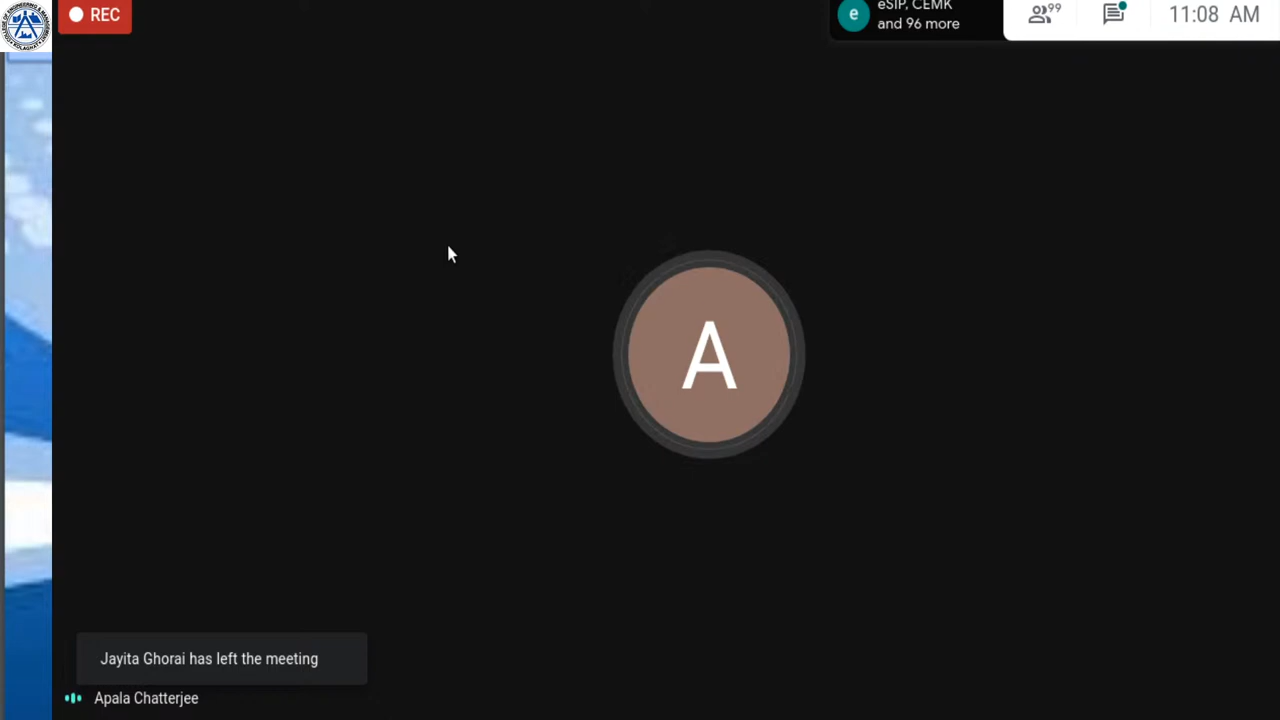 REC
e
eSIP, CEMK
and 96 more
99
11:08 AM
A
Jayita Ghorai has left the meeting
Apala Chatterjee